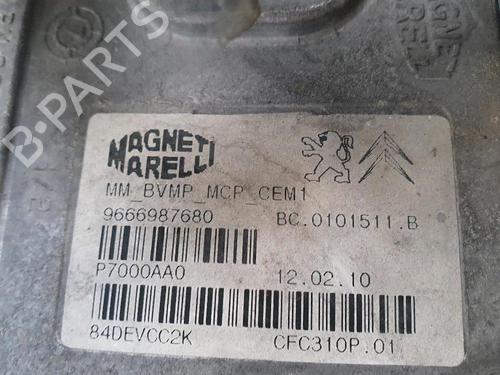 B-PARTS
MAGNETI
MARELLI
MM_BVMP_MCP_CEM1
9666987680 BC.0101511.B
P7000AA0 12.02.10
84DEVCC2K CFC310P.01